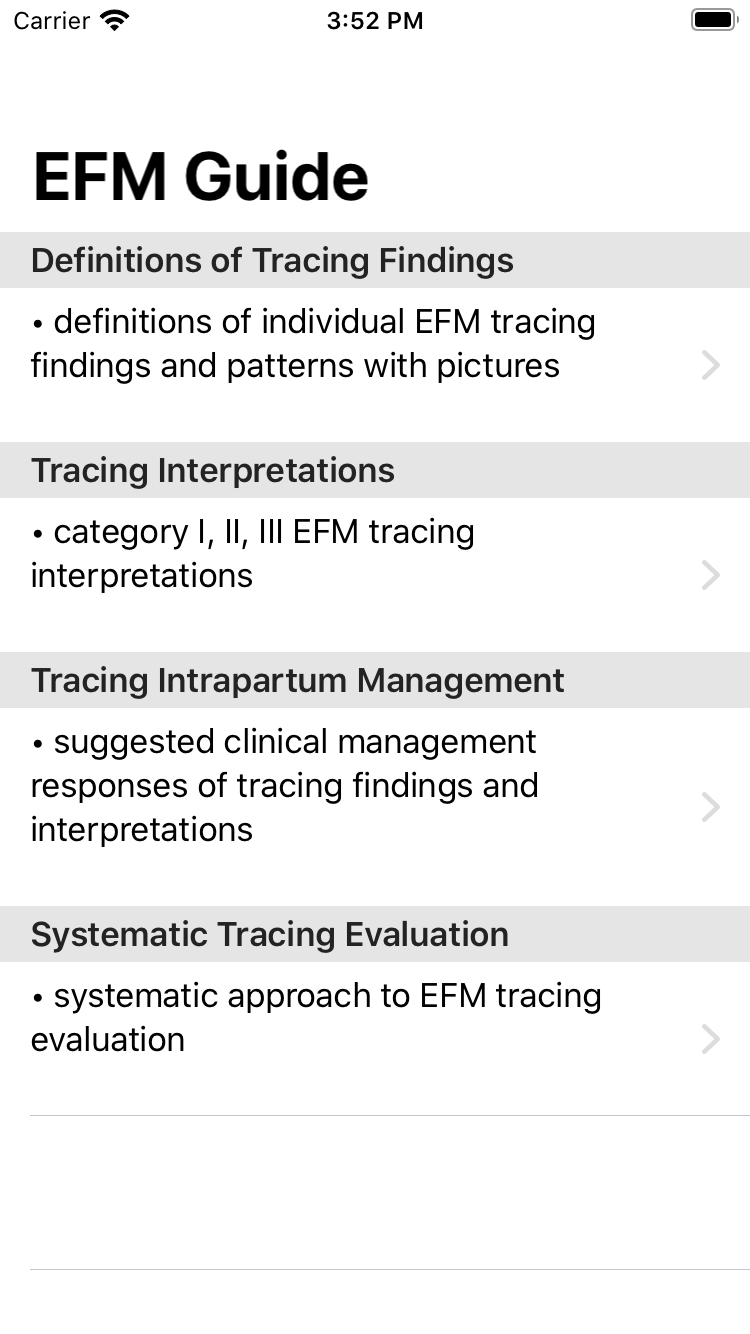 Carrier 3:52 PM
EFM Guide
Definitions of Tracing Findings
• definitions of individual EFM tracing
findings and patterns with pictures
Tracing Interpretations
• category I, II, III EFM tracing
interpretations
Tracing Intrapartum Management
• suggested clinical management
responses of tracing findings and
interpretations
Systematic Tracing Evaluation
• systematic approach to EFM tracing
evaluation